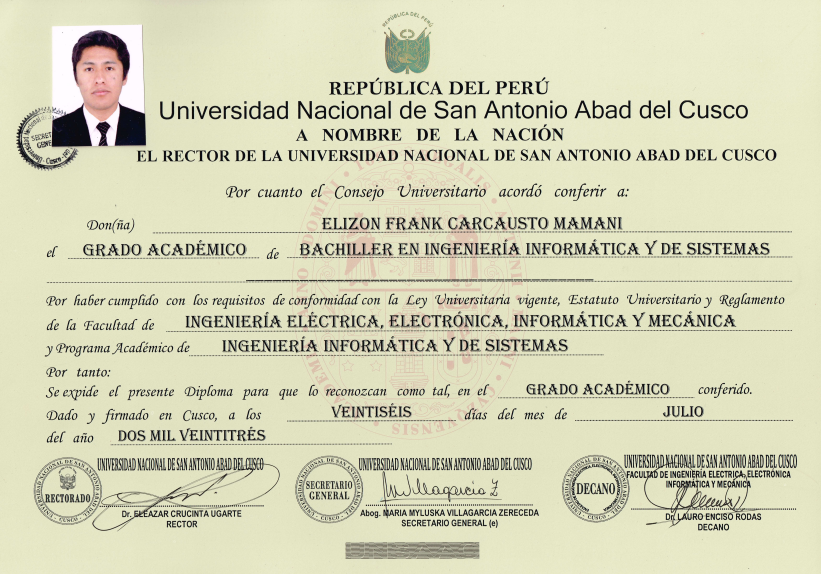 REPÚBLICA DEL PERÚ
REPÚBLICA DEL PERÚ
Universidad Nacional de San Antonio Abad del Cusco
A NOMBRE DE LA NACIÓN
EL RECTOR DE LA UNIVERSIDAD NACIONAL DE SAN ANTONIO ABAD DEL CUSCO
Por cuanto el Consejo Universitario acordó conferir a:
Don(ña) ELIZON FRANK CARCAUSTO MAMANI
el GRADO ACADÉMICO de BACHILLER EN INGENIERÍA INFORMÁTICA Y DE SISTEMAS
Por haber cumplido con los requisitos de conformidad con la Ley Universitaria vigente, Estatuto Universitario y Reglamento
de la Facultad de INGENIERÍA ELÉCTRICA, ELECTRÓNICA, INFORMÁTICA Y MECÁNICA
y Programa Académico de INGENIERÍA INFORMÁTICA Y DE SISTEMAS
Por tanto:
Se expide el presente Diploma para que lo reconozcan como tal, en el GRADO ACADÉMICO conferido.
Dado y firmado en Cusco, a los VEINTISÉIS días del mes de JULIO
del año DOS MIL VEINTITRÉS
UNIVERSIDAD NACIONAL DE SAN ANTONIO ABAD DEL CUSCO
RECTORADO
Dr. ELEAZAR CRUCINTA UGARTE
RECTOR
UNIVERSIDAD NACIONAL DE SAN ANTONIO ABAD DEL CUSCO
SECRETARIO
GENERAL
Abog. MARIA MYLUSKA VILLAGARCIA ZERECEDA
SECRETARIO GENERAL (e)
UNIVERSIDAD NACIONAL DE SAN ANTONIO ABAD DEL CUSCO
FACULTAD DE INGENIERÍA ELECTRICA, ELECTRÓNICA
INFORMÁTICA Y MECÁNICA
DECANO
Dr. LAURO ENCISO RODAS
DECANO